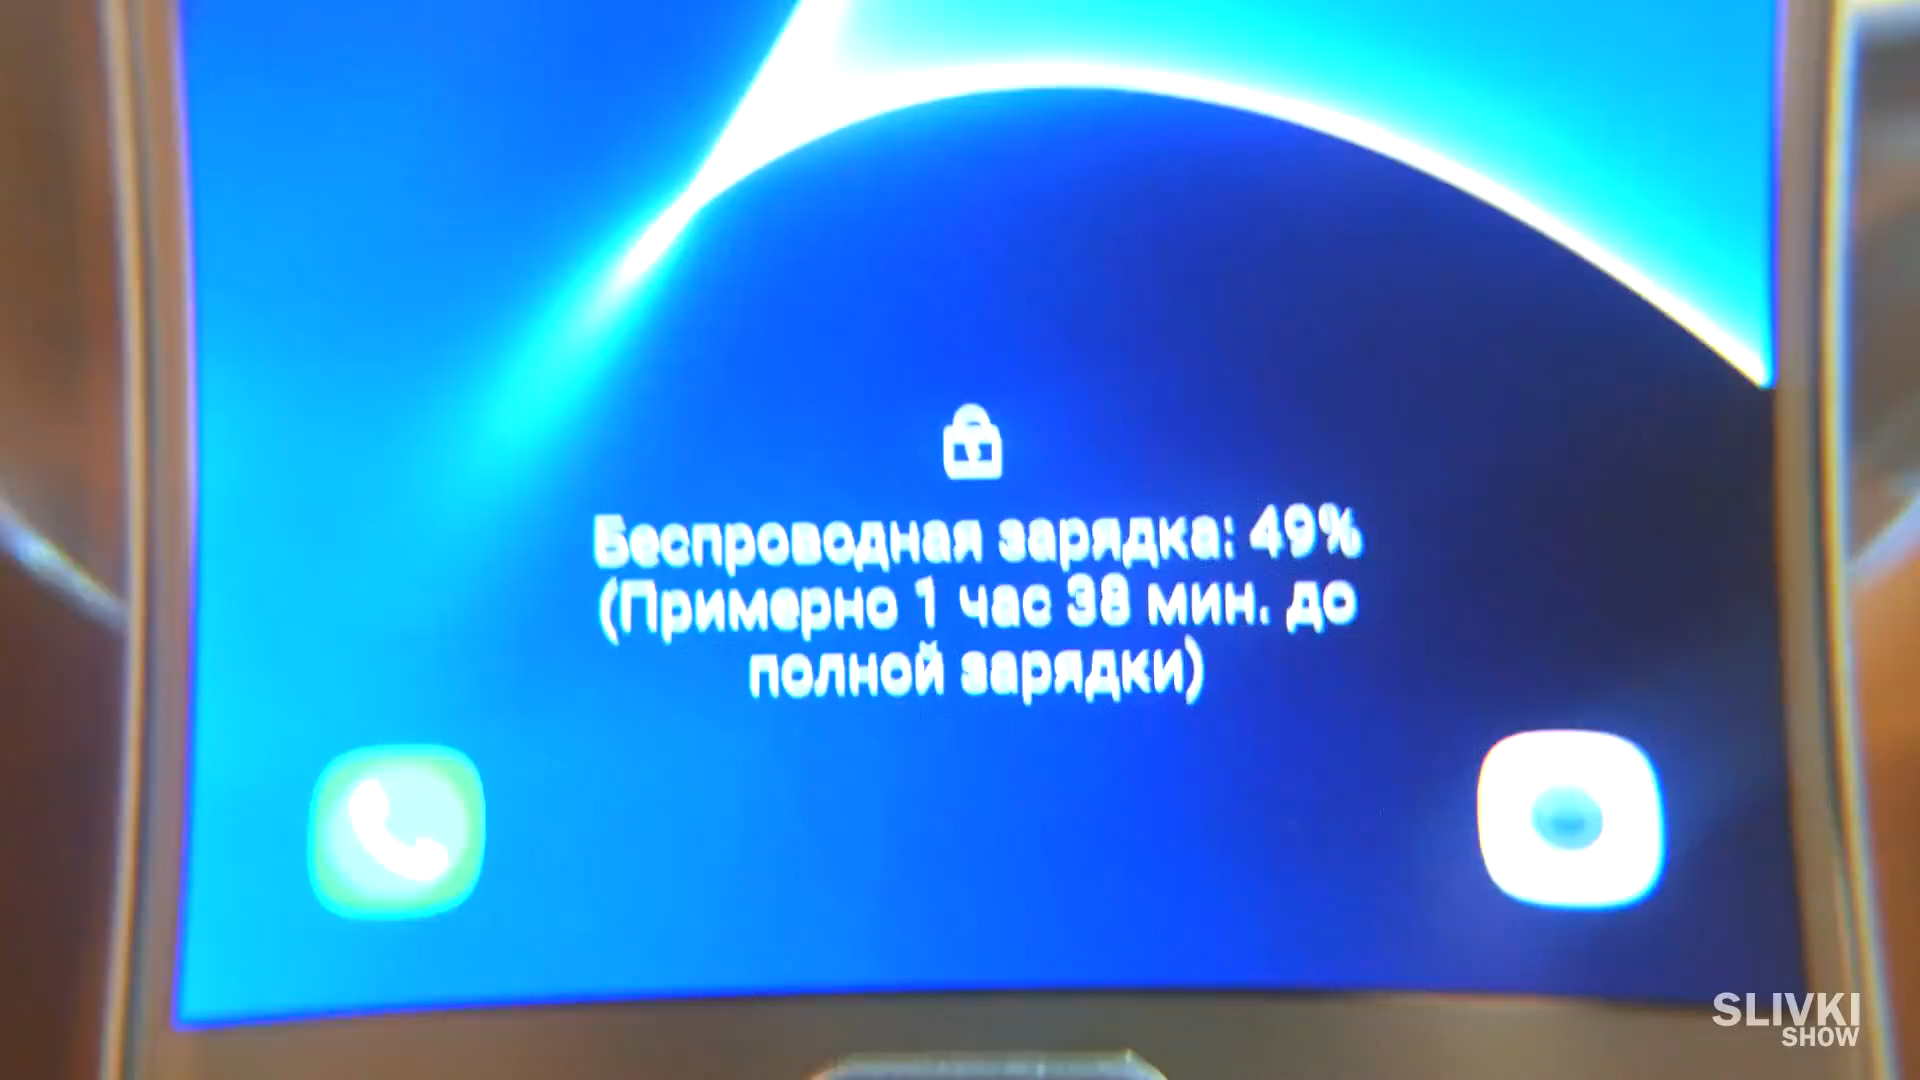 Беспроводная зарядка: 49%
(Примерно 1 час 38 мин. до
полной зарядки)
SLIVKI
SHOW